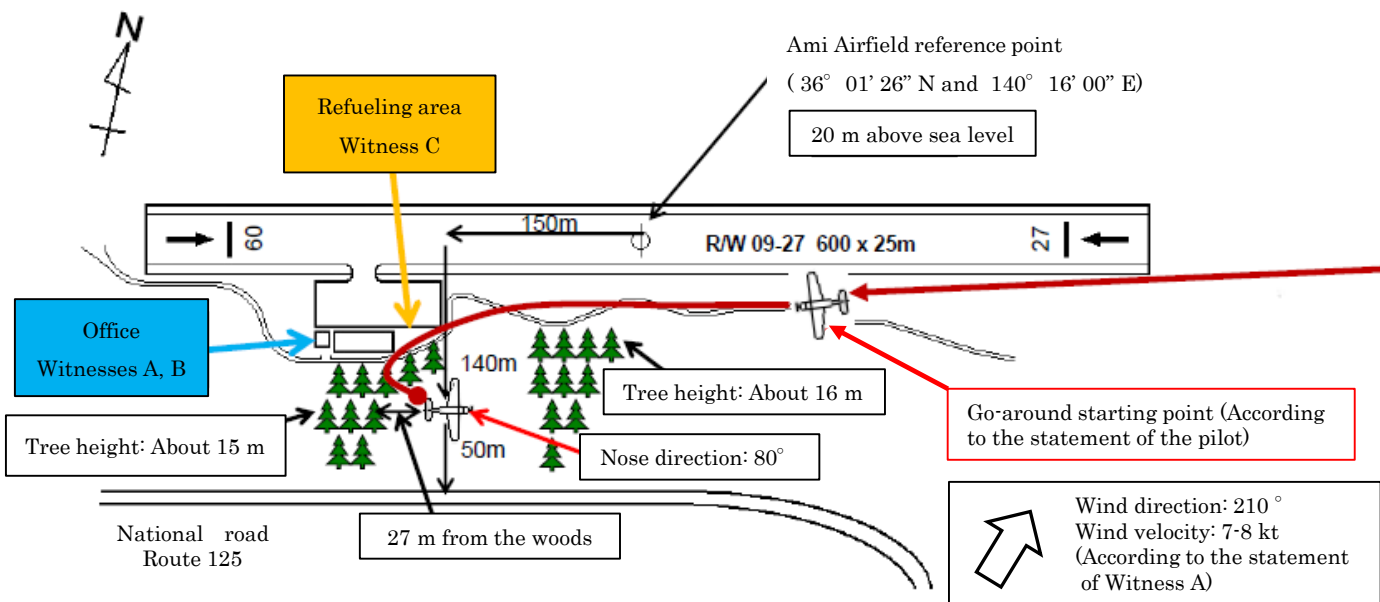 N
Ami Airfield reference point
( 36° 01' 26” N and 140° 16' 00” E)
20 m above sea level
Refueling area
Witness C
150m
09
R/W 09-27 600 x 25m
27
Office
Witnesses A, B
140m
Tree height: About 16 m
Go-around starting point (According
to the statement of the pilot)
Tree height: About 15 m
50m
Nose direction: 80°
27 m from the woods
National road
Route 125
Wind direction: 210 °
Wind velocity: 7-8 kt
(According to the statement
of Witness A)